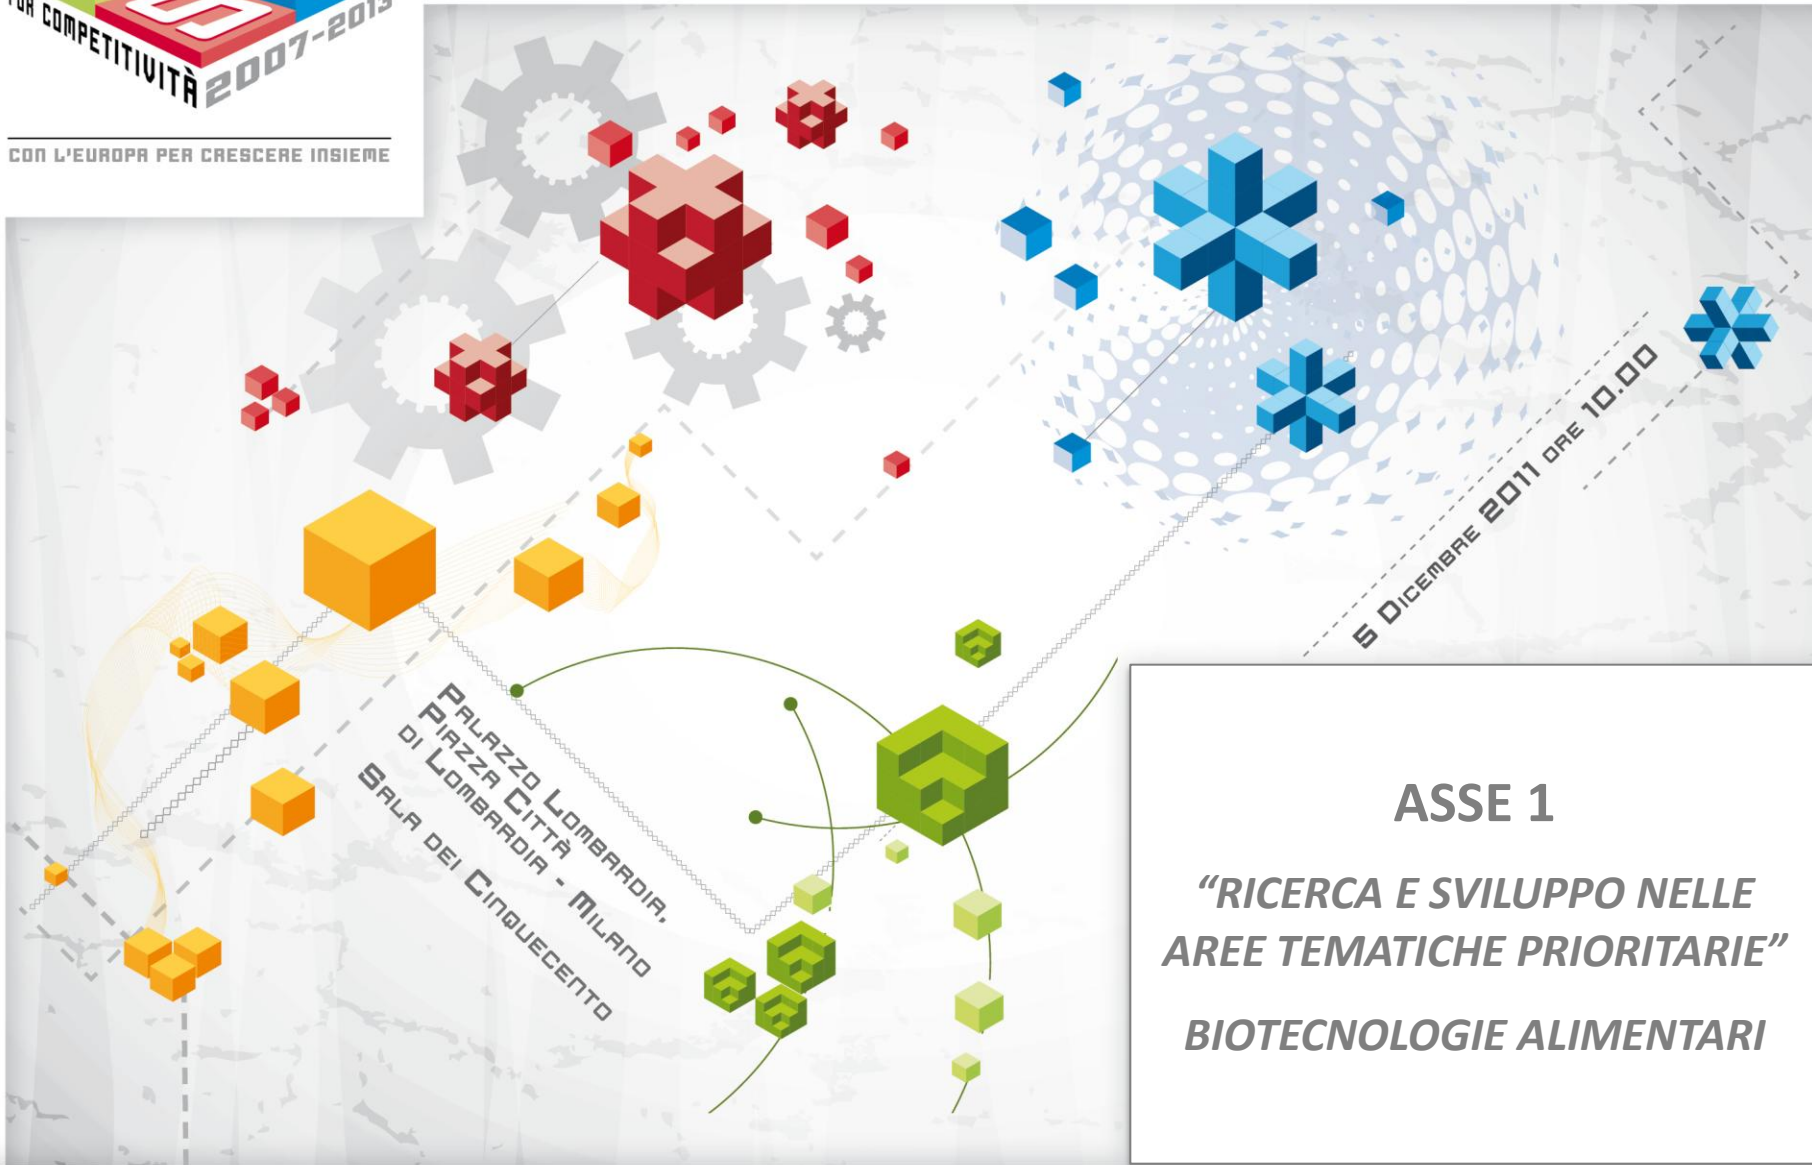 COMPETITIVITÀ 2007-2013
CON L'EUROPA PER CRESCERE INSIEME
5 DICEMBRE 2011 ORE 10.00
PALAZZO LOMBARDIA,
PIAZZA CITTÀ
DI LOMBARDIA - MILANO
SALA DEI CINQUECENTO
ASSE 1
“RICERCA E SVILUPPO NELLE
AREE TEMATICHE PRIORITARIE”
BIOTECNOLOGIE ALIMENTARI